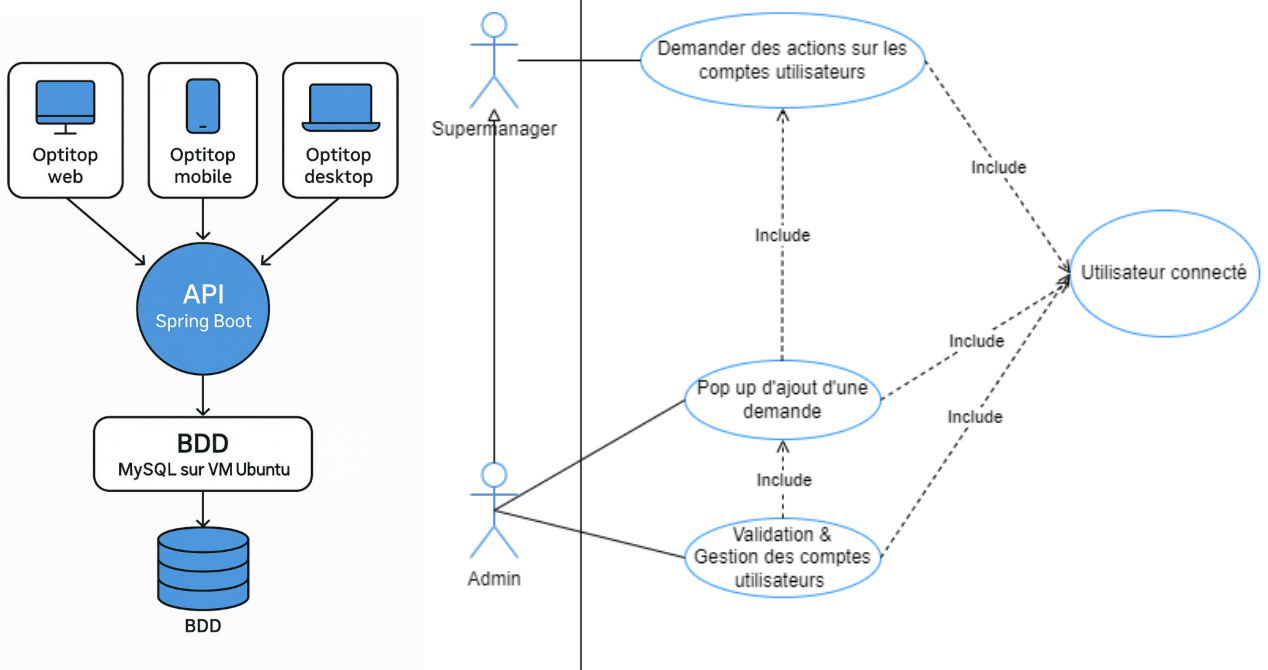 Optitop
web
Optitop
mobile
Optitop
desktop
API
Spring Boot
BDD
MySQL sur VM Ubuntu
BDD
Supermanager
Demander des actions sur les
comptes utilisateurs
Include
Include
Utilisateur connecté
Include
Pop up d'ajout d'une
demande
Include
Include
Admin
Validation &
Gestion des comptes
utilisateurs